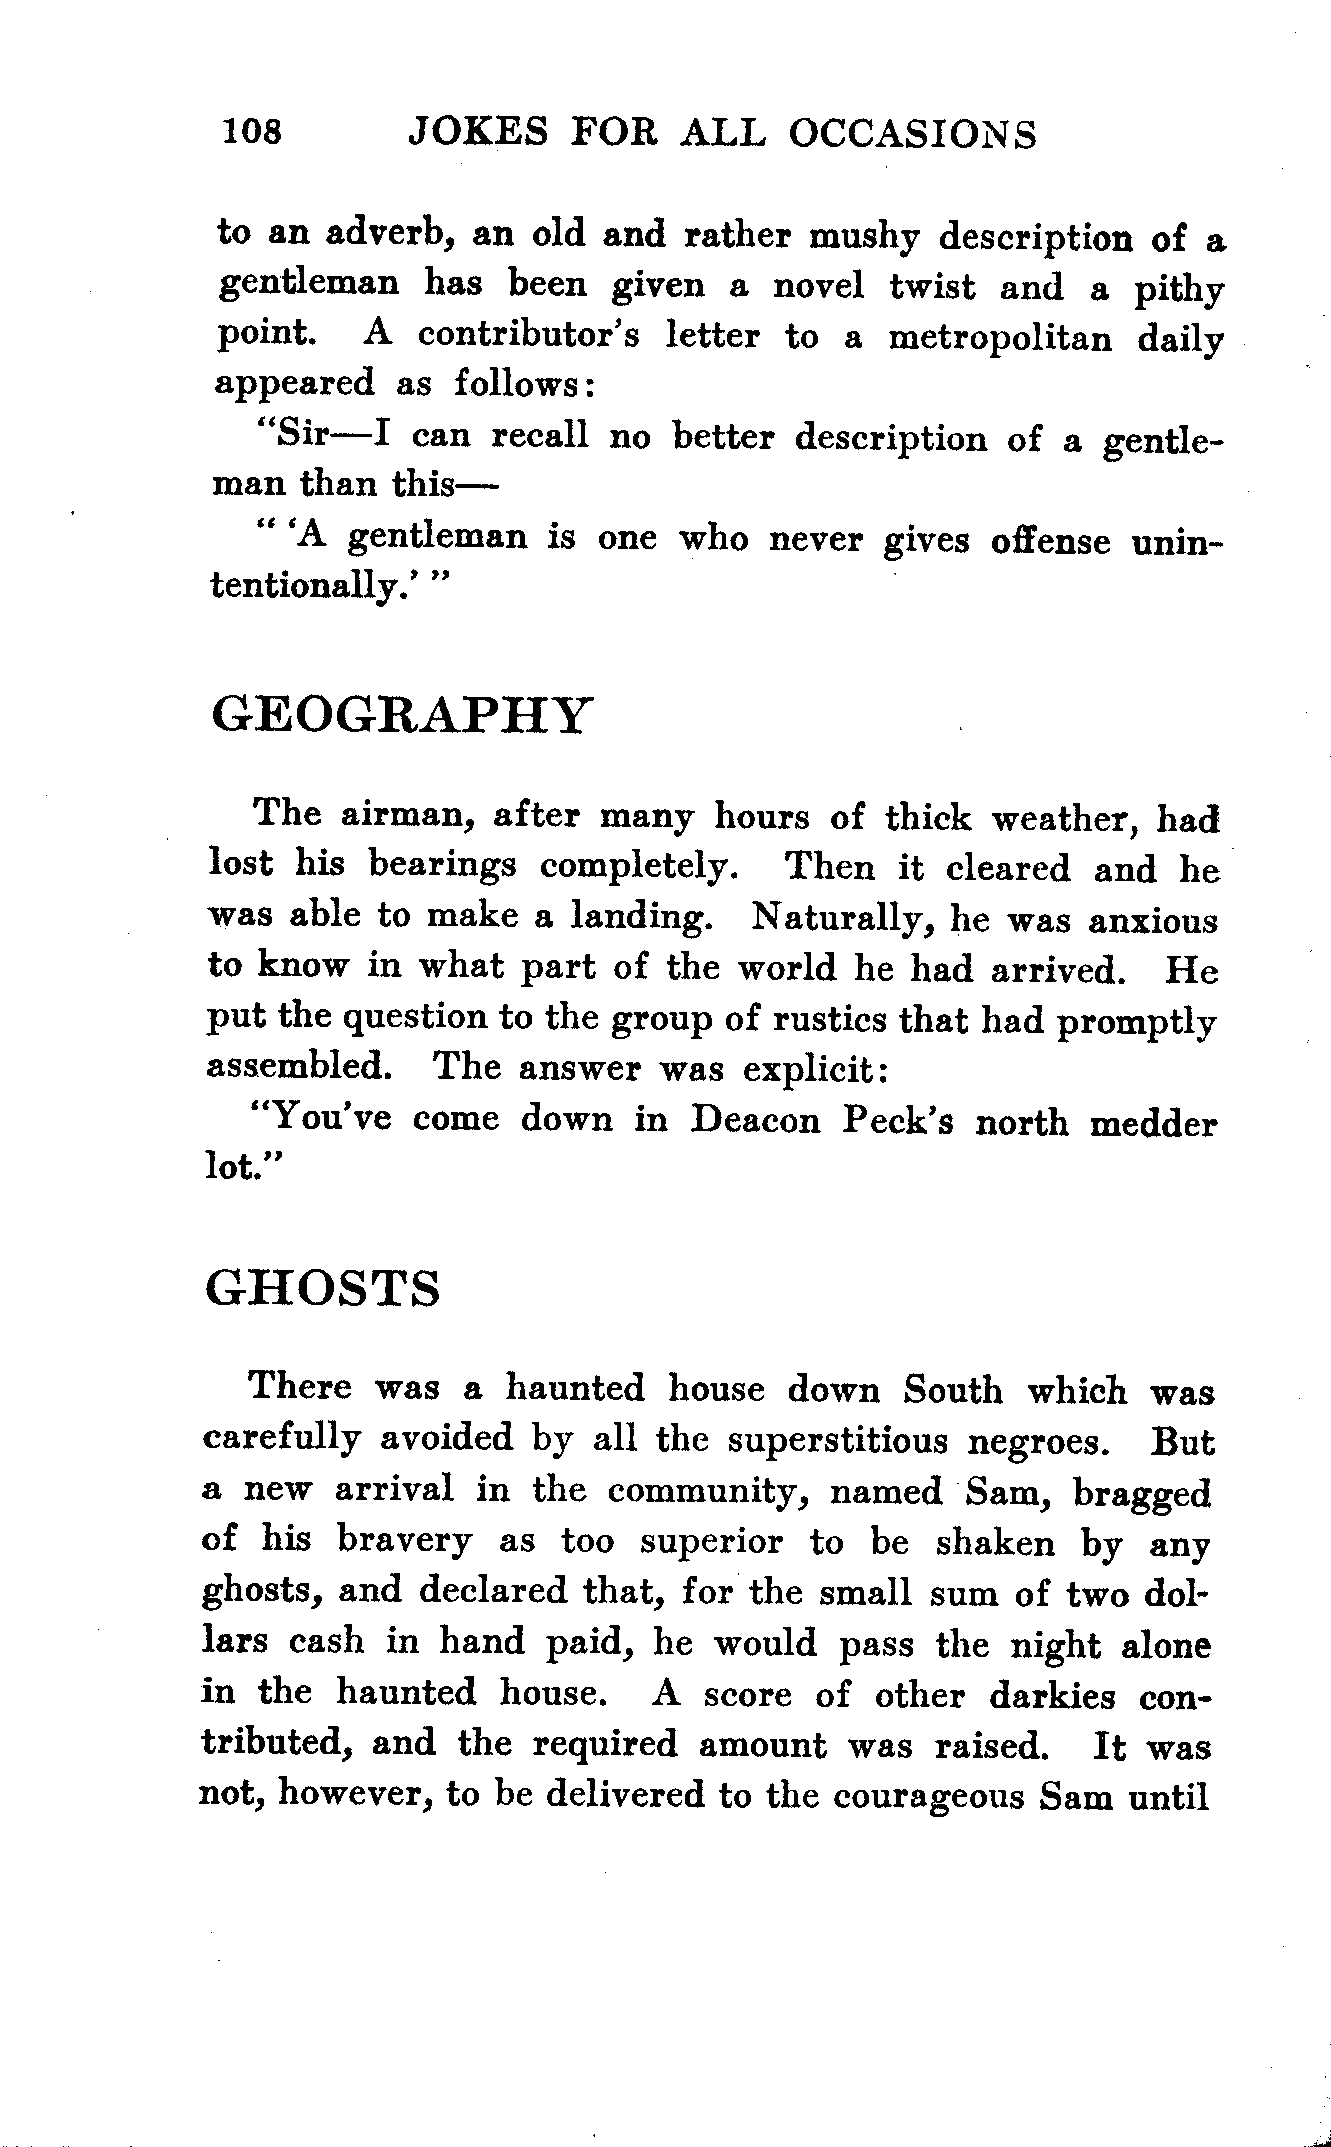 108 JOKES FOR ALL OCCASIONS
to an adverb, an old and rather mushy description of a
gentleman has been given a novel twist and a pithy
point. A contributor's letter to a metropolitan daily
appeared as follows:
"Sir—I can recall no better description of a gentle-
man than this—
" 'A gentleman is one who never gives offense unin-
tentionally.' "
GEOGRAPHY
The airman, after many hours of thick weather, had
lost his bearings completely. Then it cleared and he
was able to make a landing. Naturally, he was anxious
to know in what part of the world he had arrived. He
put the question to the group of rustics that had promptly
assembled. The answer was explicit:
"You've come down in Deacon Peck's north medder
lot."
GHOSTS
There was a haunted house down South which was
carefully avoided by all the superstitious negroes. But
a new arrival in the community, named Sam, bragged
of his bravery as too superior to be shaken by any
ghosts, and declared that, for the small sum of two dol-
lars cash in hand paid, he would pass the night alone
in the haunted house. A score of other darkies con-
tributed, and the required amount was raised. It was
not, however, to be delivered to the courageous Sam until